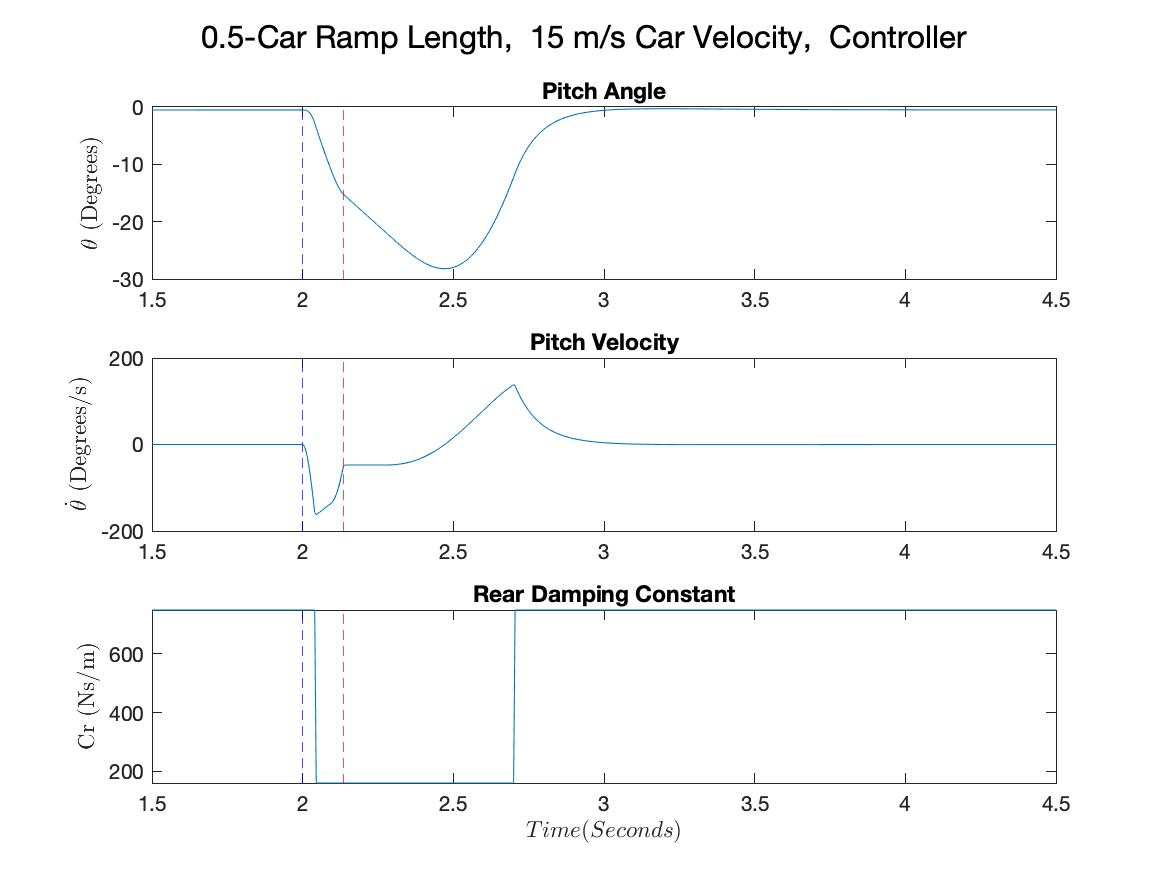 0.5-Car Ramp Length,  15 m/s Car Velocity,  Controller
Pitch Angle
0
-10
-20
-30
θ (Degrees)
1.5 2 2.5 3 3.5 4 4.5
Pitch Velocity
200
0
-200
θ̇ (Degrees/s)
1.5 2 2.5 3 3.5 4 4.5
Rear Damping Constant
600
400
200
Cr (Ns/m)
1.5 2 2.5 3 3.5 4 4.5
Time(Seconds)